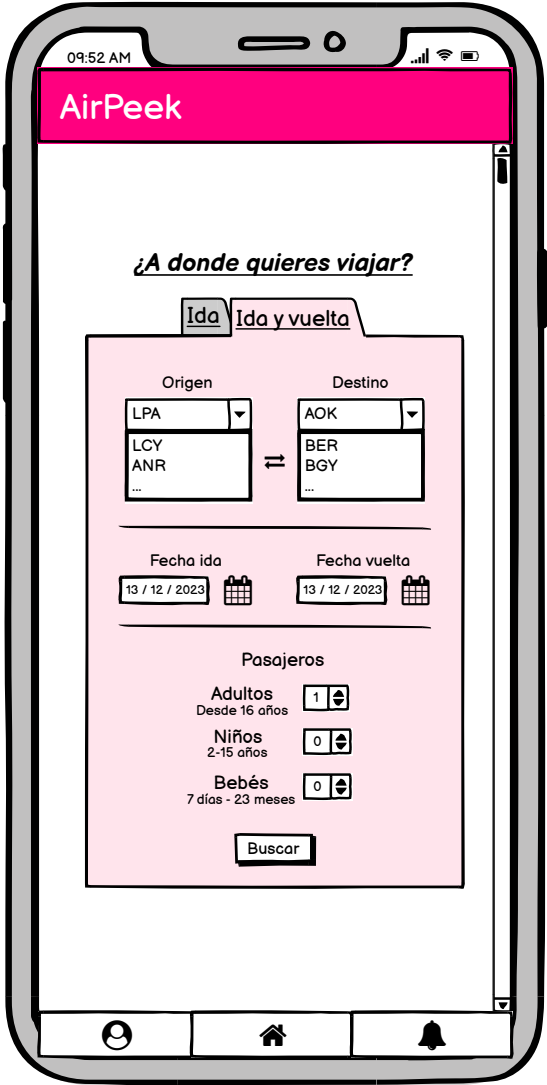 09:52 AM
AirPeek
¿A donde quieres viajar?
Ida
Ida y vuelta
Origen
Destino
LPA
AOK
LCY
BER
ANR
BGY
...
...
Fecha ida
Fecha vuelta
13 / 12 / 2023
13 / 12 / 2023
Pasajeros
Adultos
1
Desde 16 años
Niños
0
2-15 años
Bebés
0
7 días - 23 meses
Buscar